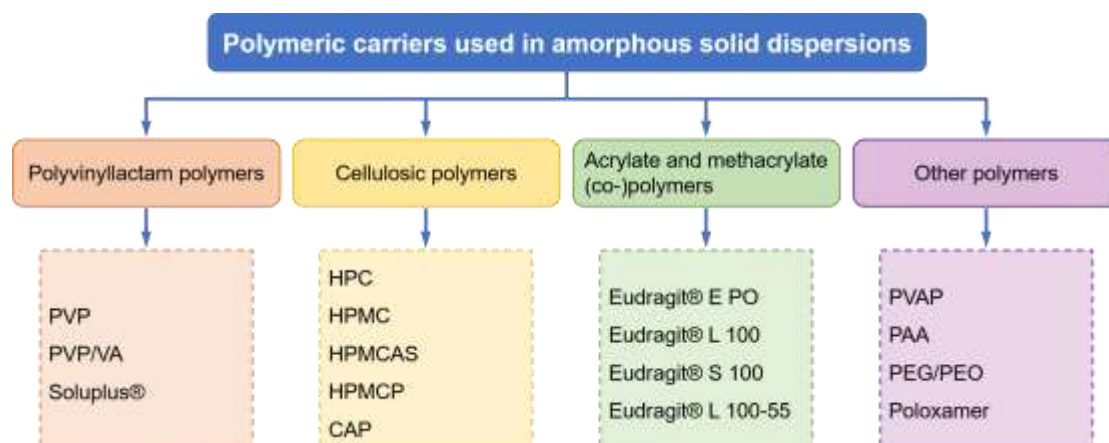 Polymeric carriers used in amorphous solid dispersions
Polyvinyllactam polymers
Cellulosic polymers
Acrylate and methacrylate
(co-)polymers
Other polymers
PVP
PVP/VA
Soluplus®
HPC
HPMC
HPMCAS
HPMCP
CAP
Eudragit® E PO
Eudragit® L 100
Eudragit® S 100
Eudragit® L 100-55
PVAP
PAA
PEG/PEO
Poloxamer